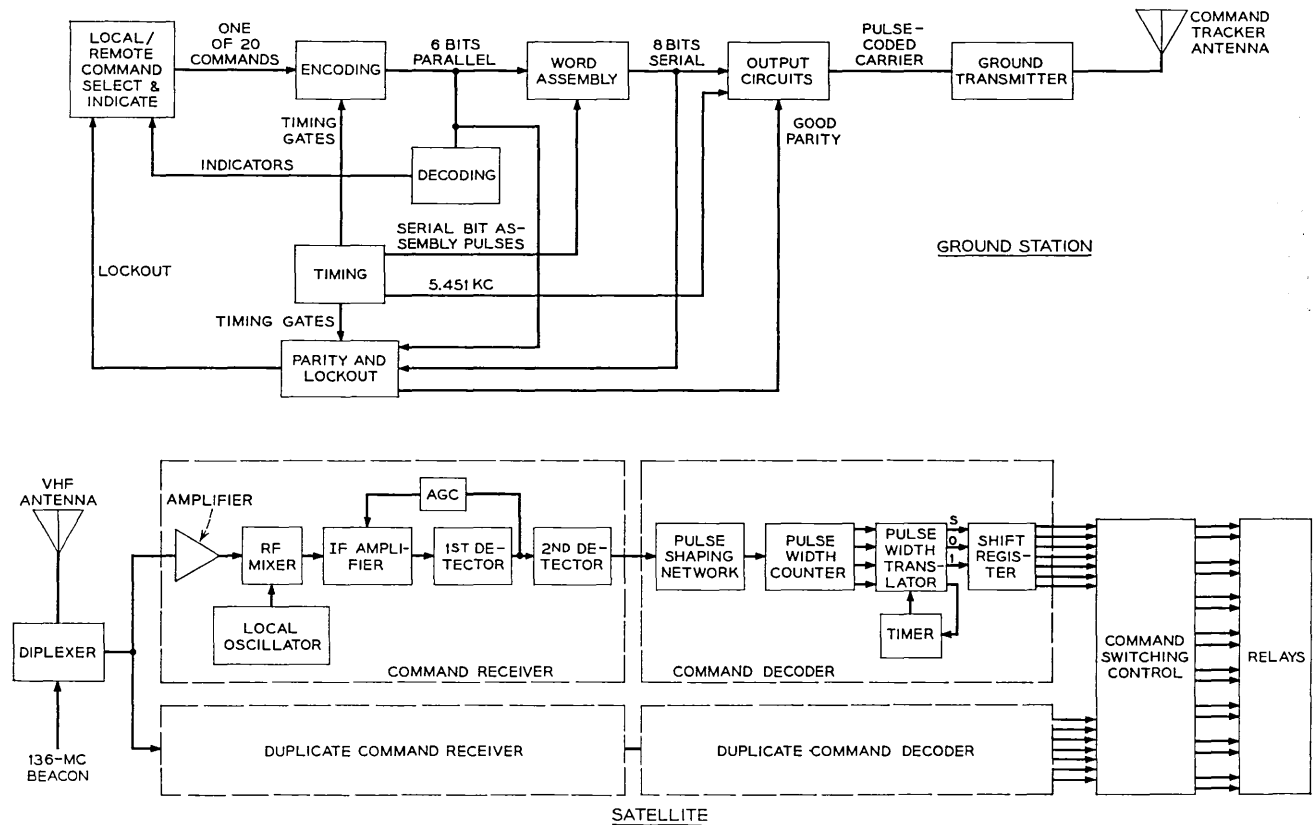 LOCAL/
REMOTE
COMMAND
SELECT &
INDICATE
ONE
OF 20
COMMANDS
ENCODING
6 BITS
PARALLEL
WORD
ASSEMBLY
8 BITS
SERIAL
OUTPUT
CIRCUITS
PULSE-
CODED
CARRIER
GROUND
TRANSMITTER
COMMAND
TRACKER
ANTENNA
TIMING
GATES
GOOD
PARITY
INDICATORS
DECODING
SERIAL BIT AS-
SEMBLY PULSES
GROUND STATION
LOCKOUT
TIMING
5.451 KC
TIMING GATES
PARITY AND
LOCKOUT
VHF
ANTENNA
AMPLIFIER
AGC
RF
MIXER
IF AMPLI-
FIER
1ST DE-
TECTOR
2ND DE-
TECTOR
PULSE
SHAPING
NETWORK
PULSE
WIDTH
COUNTER
PULSE
WIDTH
TRANS-
LATOR
S
0
1
SHIFT
REGIS-
TER
LOCAL
OSCILLATOR
TIMER
DIPLEXER
COMMAND RECEIVER
COMMAND DECODER
COMMAND
SWITCHING
CONTROL
RELAYS
136-MC
BEACON
DUPLICATE COMMAND RECEIVER
DUPLICATE COMMAND DECODER
SATELLITE